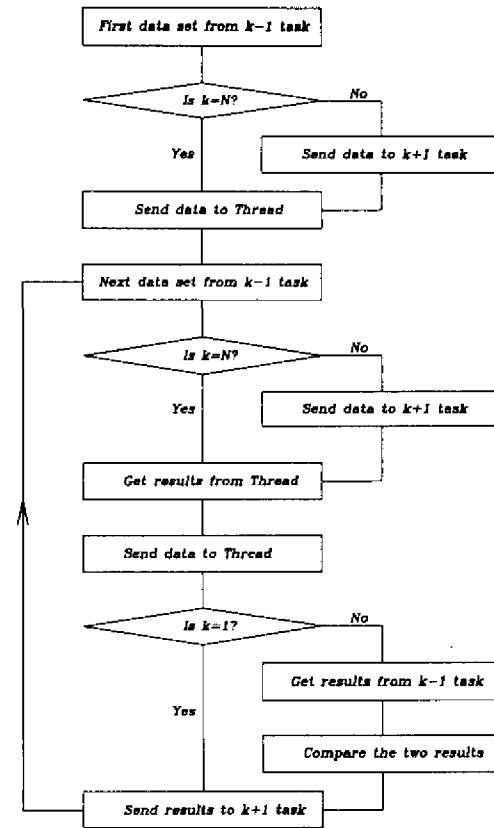 First data set from k-1 task
Is k=N?
No
Yes
Send data to k+1 task
Send data to Thread
Next data set from k-1 task
Is k=N?
No
Yes
Send data to k+1 task
Get results from Thread
Send data to Thread
Is k=1?
No
Get results from k-1 task
Yes
Compare the two results
Send results to k+1 task